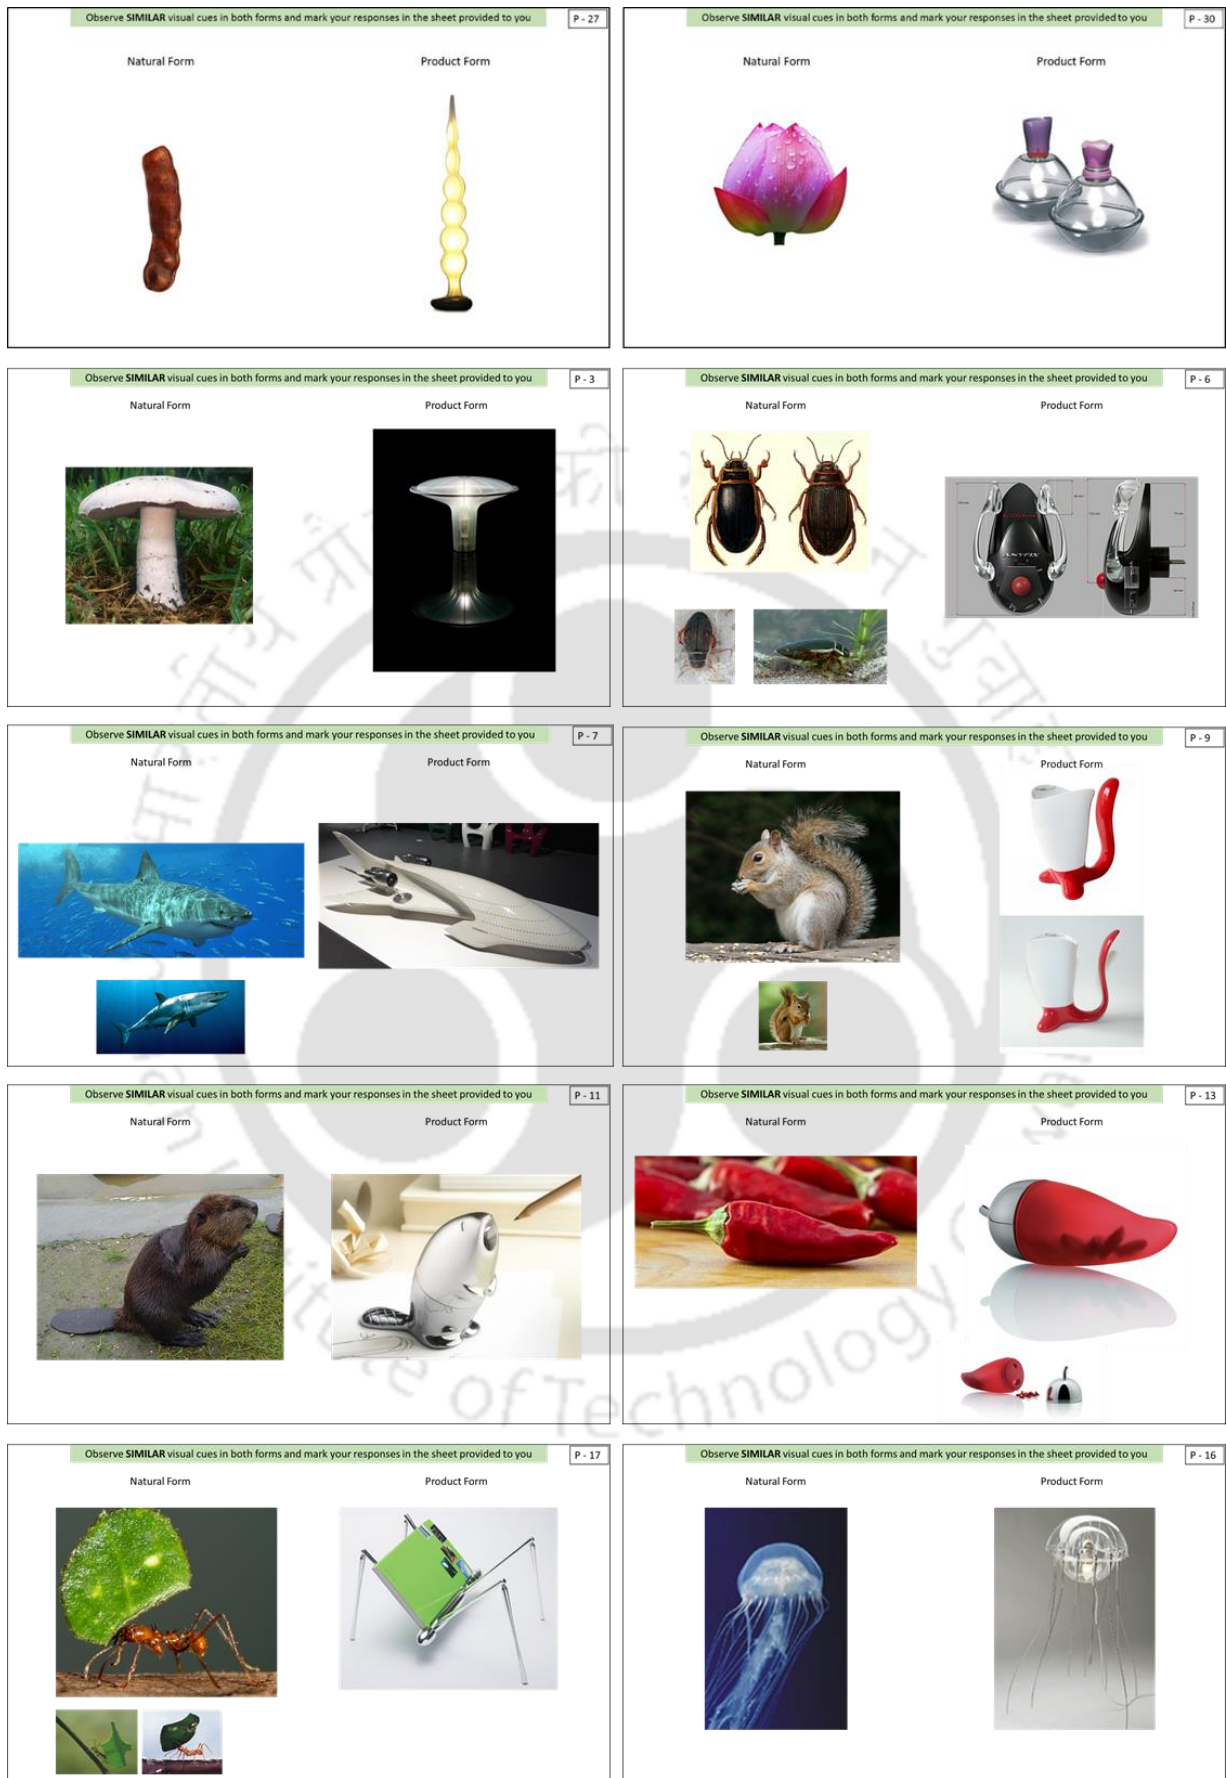 Observe SIMILAR visual cues in both forms and mark your responses in the sheet provided to you
P - 27
Natural Form
Product Form
Observe SIMILAR visual cues in both forms and mark your responses in the sheet provided to you
P - 30
Natural Form
Product Form
Observe SIMILAR visual cues in both forms and mark your responses in the sheet provided to you
P - 3
Natural Form
Product Form
Observe SIMILAR visual cues in both forms and mark your responses in the sheet provided to you
P - 6
Natural Form
Product Form
ANYFIX
Observe SIMILAR visual cues in both forms and mark your responses in the sheet provided to you
P - 7
Natural Form
Product Form
Observe SIMILAR visual cues in both forms and mark your responses in the sheet provided to you
P - 9
Natural Form
Product Form
Observe SIMILAR visual cues in both forms and mark your responses in the sheet provided to you
P - 11
Natural Form
Product Form
Observe SIMILAR visual cues in both forms and mark your responses in the sheet provided to you
P - 13
Natural Form
Product Form
of Technology
Observe SIMILAR visual cues in both forms and mark your responses in the sheet provided to you
P - 17
Natural Form
Product Form
Observe SIMILAR visual cues in both forms and mark your responses in the sheet provided to you
P - 16
Natural Form
Product Form